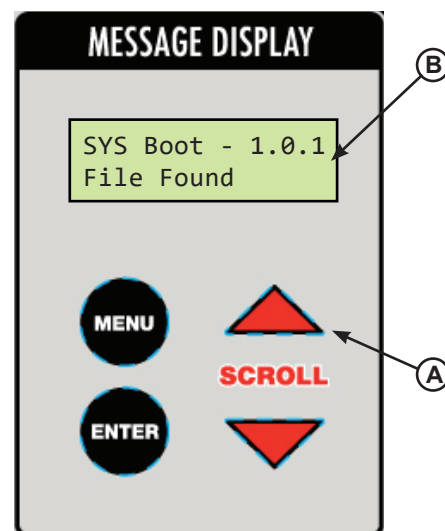 MESSAGE DISPLAY
B
SYS Boot - 1.0.1
File Found
MENU
SCROLL
A
ENTER